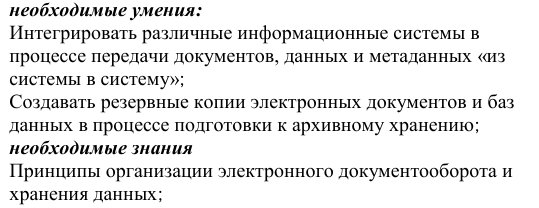 необходимые умения:
Интегрировать различные информационные системы в
процессе передачи документов, данных и метаданных «из
системы в систему»;
Создавать резервные копии электронных документов и баз
данных в процессе подготовки к архивному хранению;
необходимые знания
Принципы организации электронного документооборота и
хранения данных;